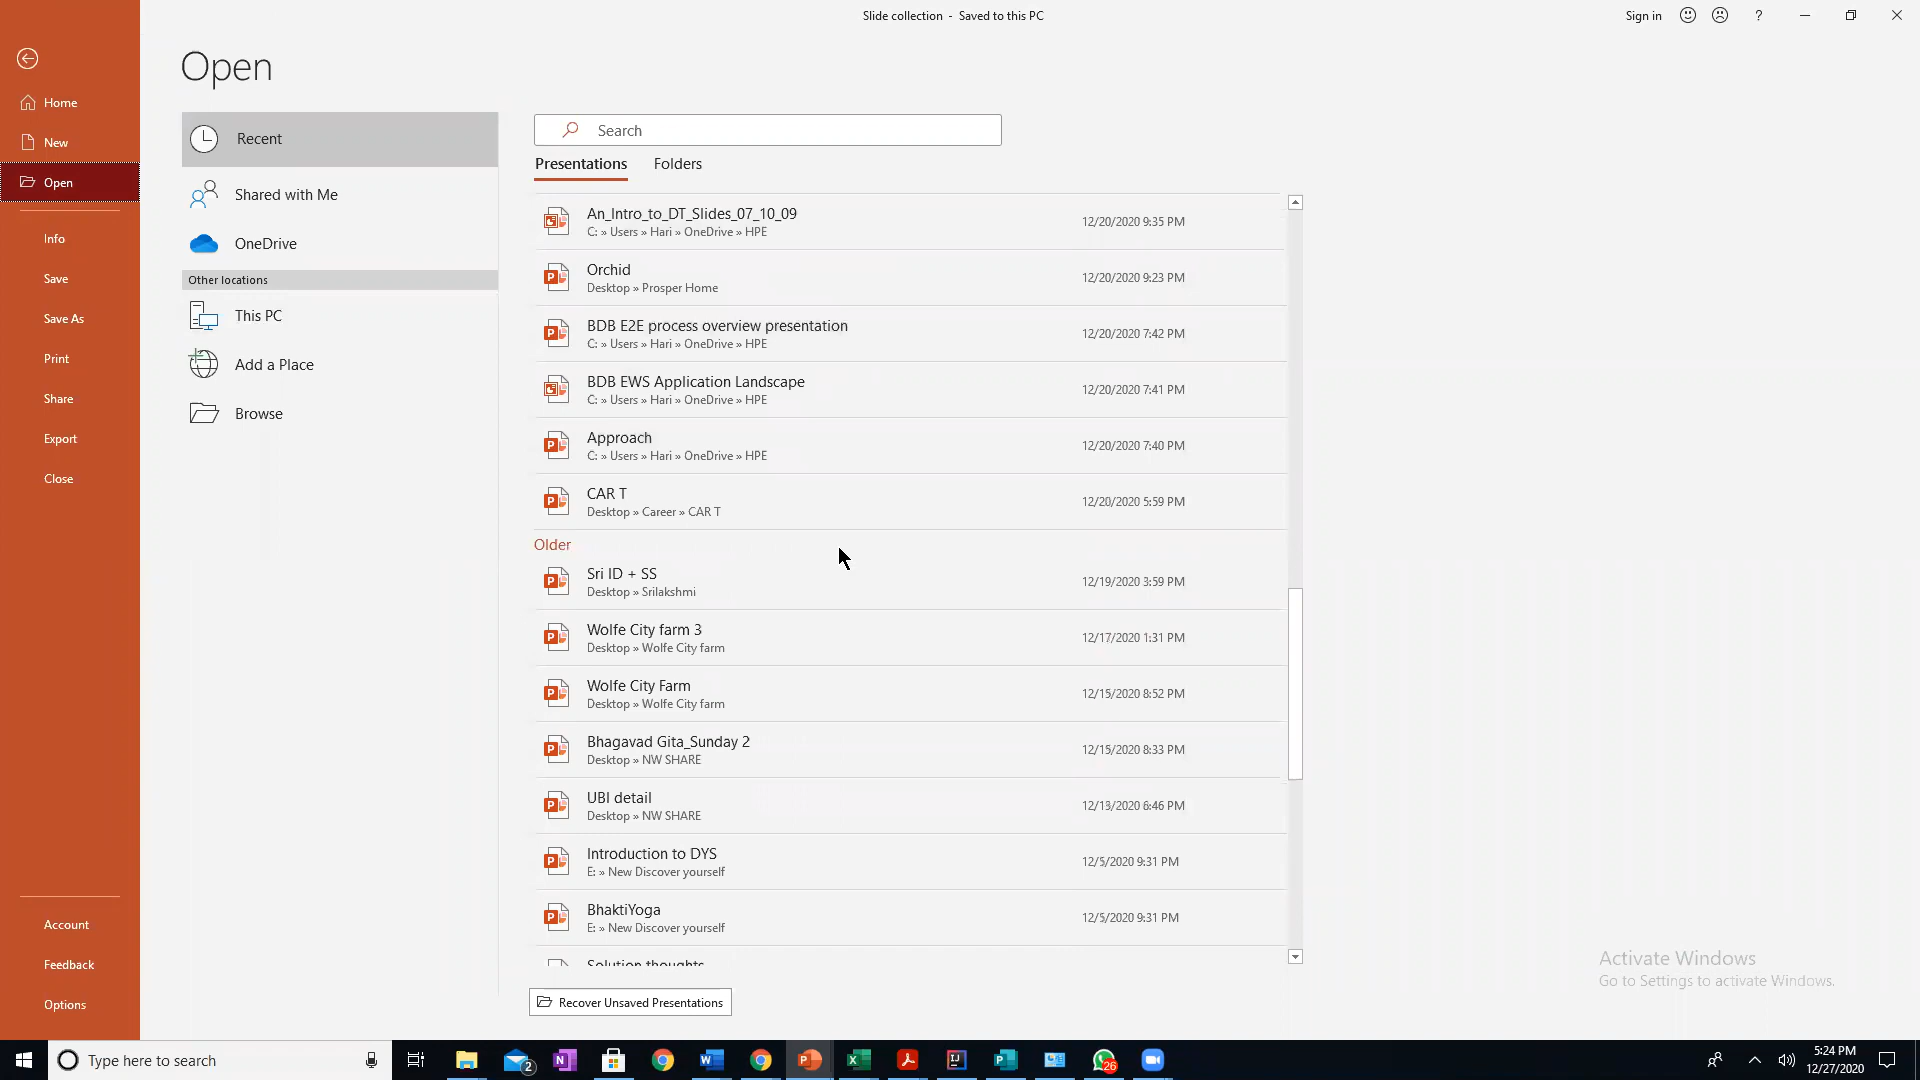 Slide collection - Saved to this PC
Sign in
?
Open
Home
New
Open
Info
Save
Save As
Print
Share
Export
Close
Account
Feedback
Options
Recent
Shared with Me
OneDrive
Other locations
This PC
Add a Place
Browse
Search
Presentations Folders
An_Intro_to_DT_Slides_07_10_09 12/20/2020 9:35 PM
C: » Users » Hari » OneDrive » HPE
Orchid 12/20/2020 9:23 PM
Desktop » Prosper Home
BDB E2E process overview presentation 12/20/2020 7:42 PM
C: » Users » Hari » OneDrive » HPE
BDB EWS Application Landscape 12/20/2020 7:41 PM
C: » Users » Hari » OneDrive » HPE
Approach 12/20/2020 7:40 PM
C: » Users » Hari » OneDrive » HPE
CAR T 12/20/2020 5:59 PM
Desktop » Career » CAR T
Older
Sri ID + SS 12/19/2020 3:59 PM
Desktop » Srilakshmi
Wolfe City farm 3 12/17/2020 1:31 PM
Desktop » Wolfe City farm
Wolfe City Farm 12/15/2020 8:52 PM
Desktop » Wolfe City farm
Bhagavad Gita_Sunday 2 12/15/2020 8:33 PM
Desktop » NW SHARE
UBI detail 12/13/2020 6:46 PM
Desktop » NW SHARE
Introduction to DYS 12/5/2020 9:31 PM
E: » New Discover yourself
BhaktiYoga 12/5/2020 9:31 PM
E: » New Discover yourself
Solution thoughts
Recover Unsaved Presentations
Activate Windows
Go to Settings to activate Windows.
Type here to search
2
26
5:24 PM
12/27/2020